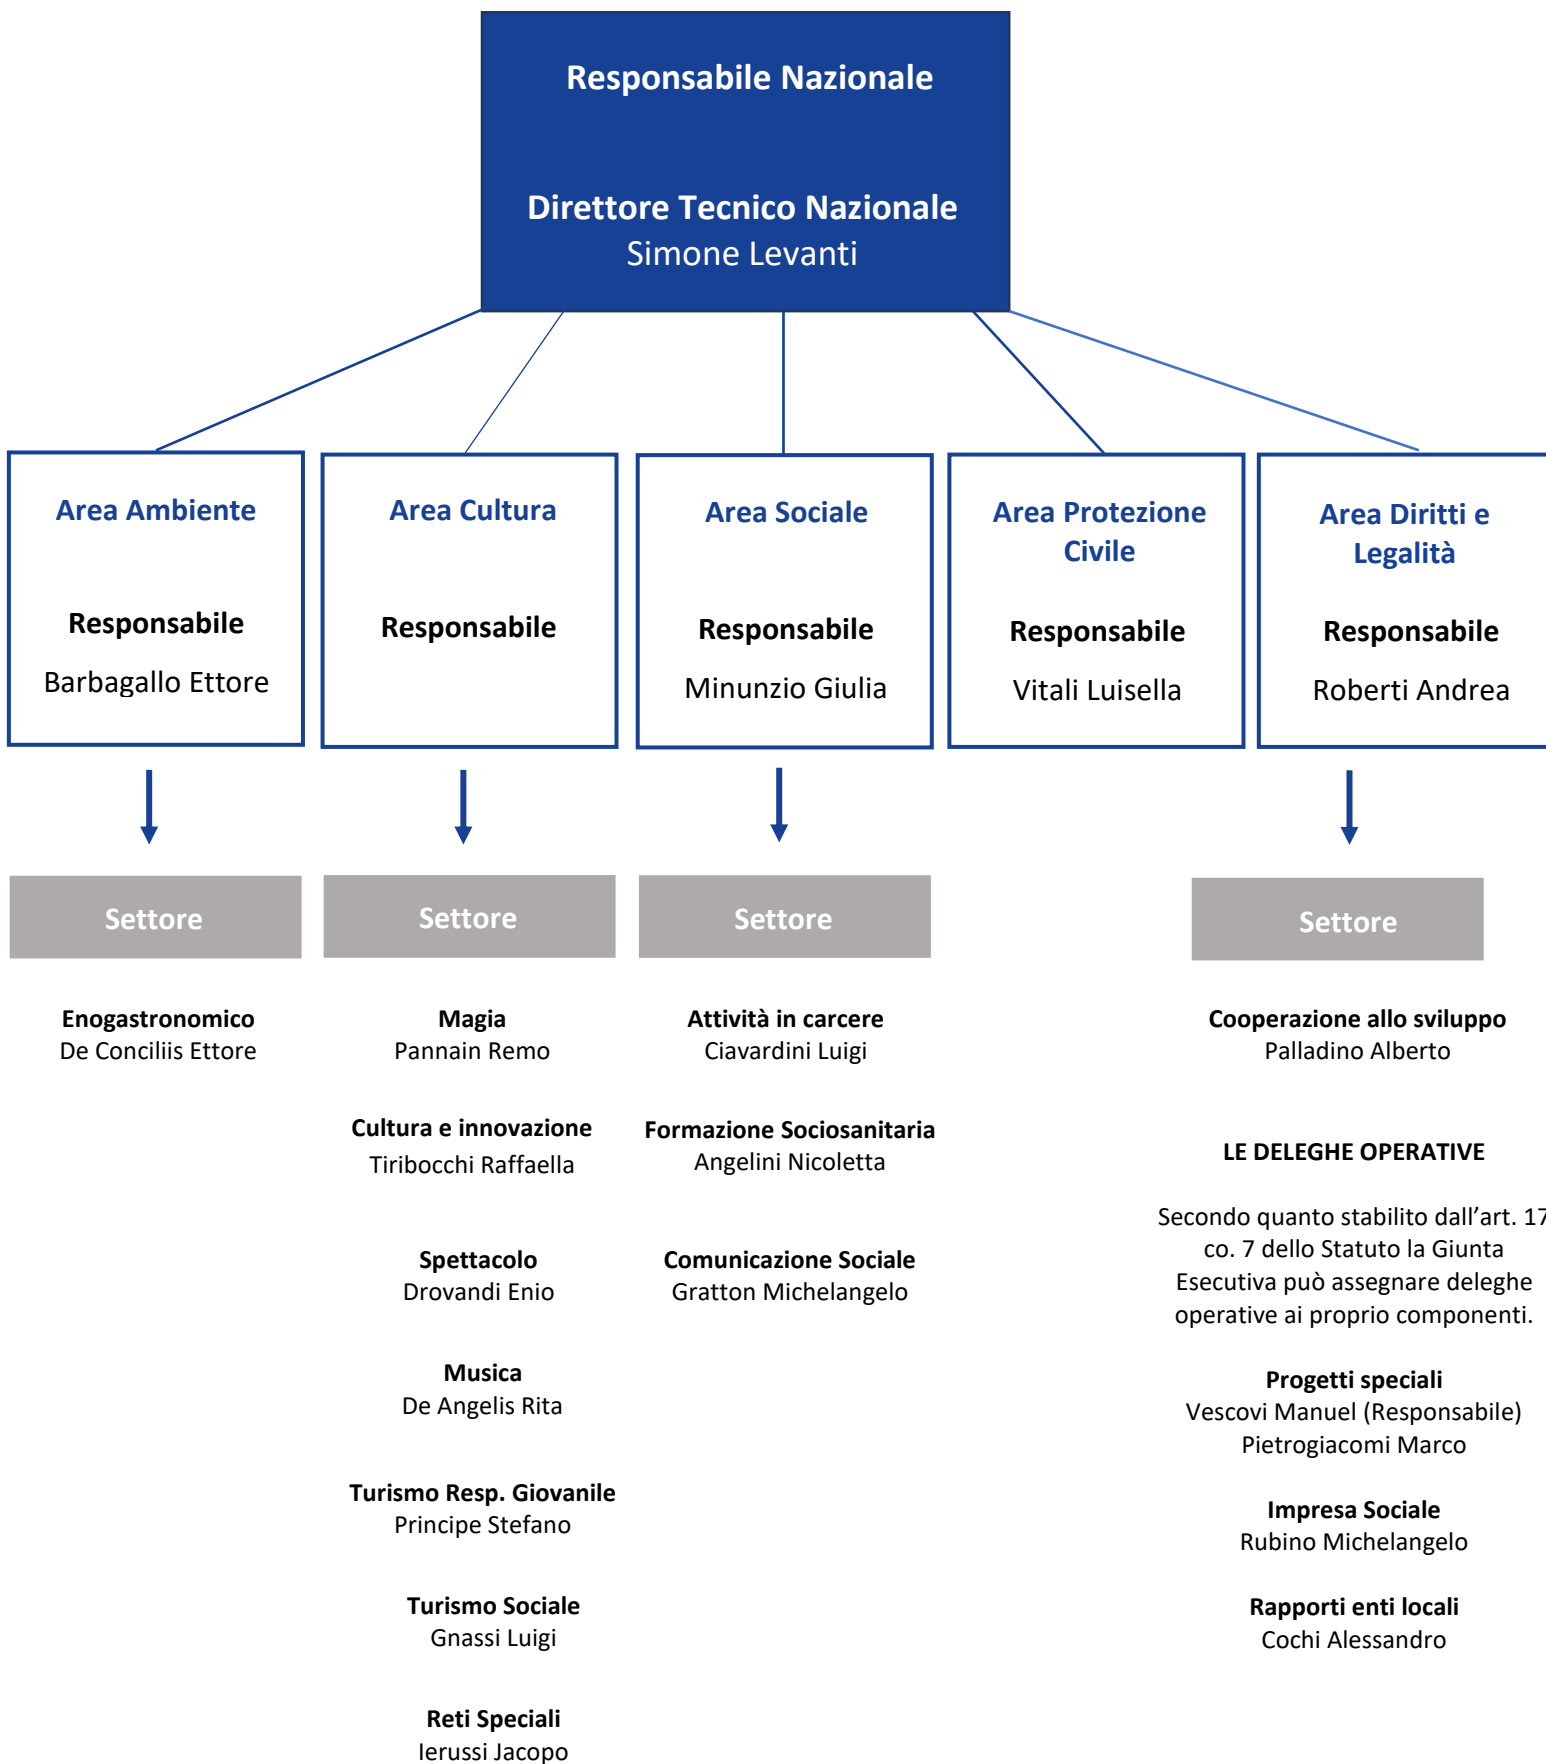 Responsabile Nazionale
Direttore Tecnico Nazionale
Simone Levanti
Area Ambiente
Responsabile
Barbagallo Ettore
Area Cultura
Responsabile
Area Sociale
Responsabile
Minunzio Giulia
Area Protezione
Civile
Responsabile
Vitali Luisella
Area Diritti e
Legalità
Responsabile
Roberti Andrea
Settore
Enogastronomico
De Conciliis Ettore
Settore
Magia
Pannain Remo
Cultura e innovazione
Tiribocchi Raffaella
Spettacolo
Drovandi Enio
Musica
De Angelis Rita
Turismo Resp. Giovanile
Principe Stefano
Turismo Sociale
Gnassi Luigi
Reti Speciali
Ierussi Jacopo
Settore
Attività in carcere
Ciavardini Luigi
Formazione Sociosanitaria
Angelini Nicoletta
Comunicazione Sociale
Gratton Michelangelo
Settore
Cooperazione allo sviluppo
Palladino Alberto
LE DELEGHE OPERATIVE
Secondo quanto stabilito dall’art. 17
co. 7 dello Statuto la Giunta
Esecutiva può assegnare deleghe
operative ai proprio componenti.
Progetti speciali
Vescovi Manuel (Responsabile)
Pietrogiacomi Marco
Impresa Sociale
Rubino Michelangelo
Rapporti enti locali
Cochi Alessandro